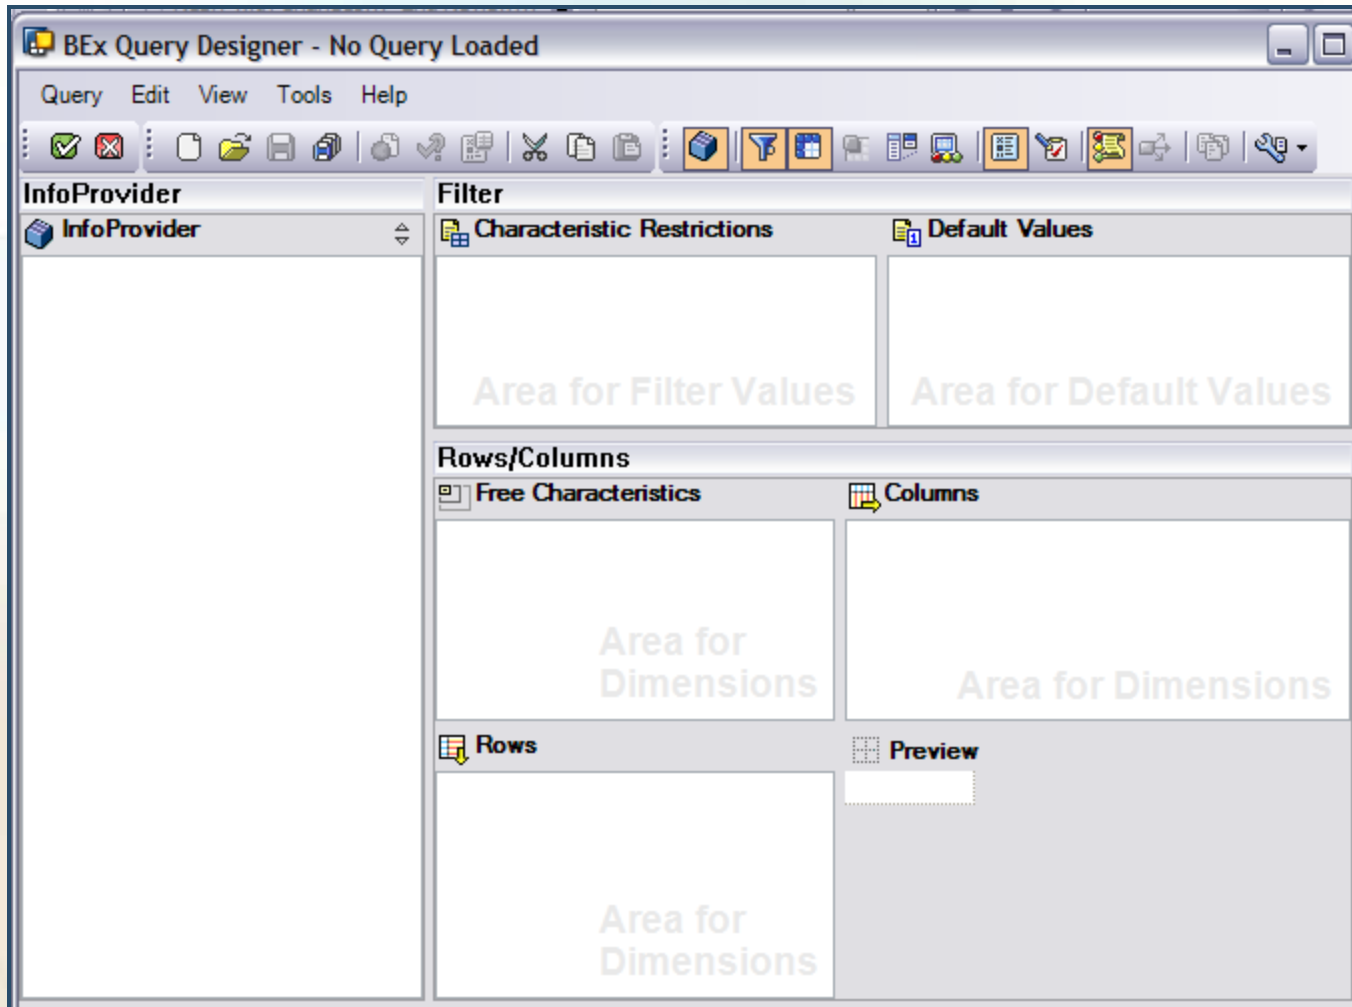 BEx Query Designer - No Query Loaded
Query Edit View Tools Help
InfoProvider
Filter
InfoProvider
Characteristic Restrictions
Default Values
Area for Filter Values
Area for Default Values
Rows/Columns
Free Characteristics
Columns
Area for
Dimensions
Area for Dimensions
Rows
Preview
Area for
Dimensions